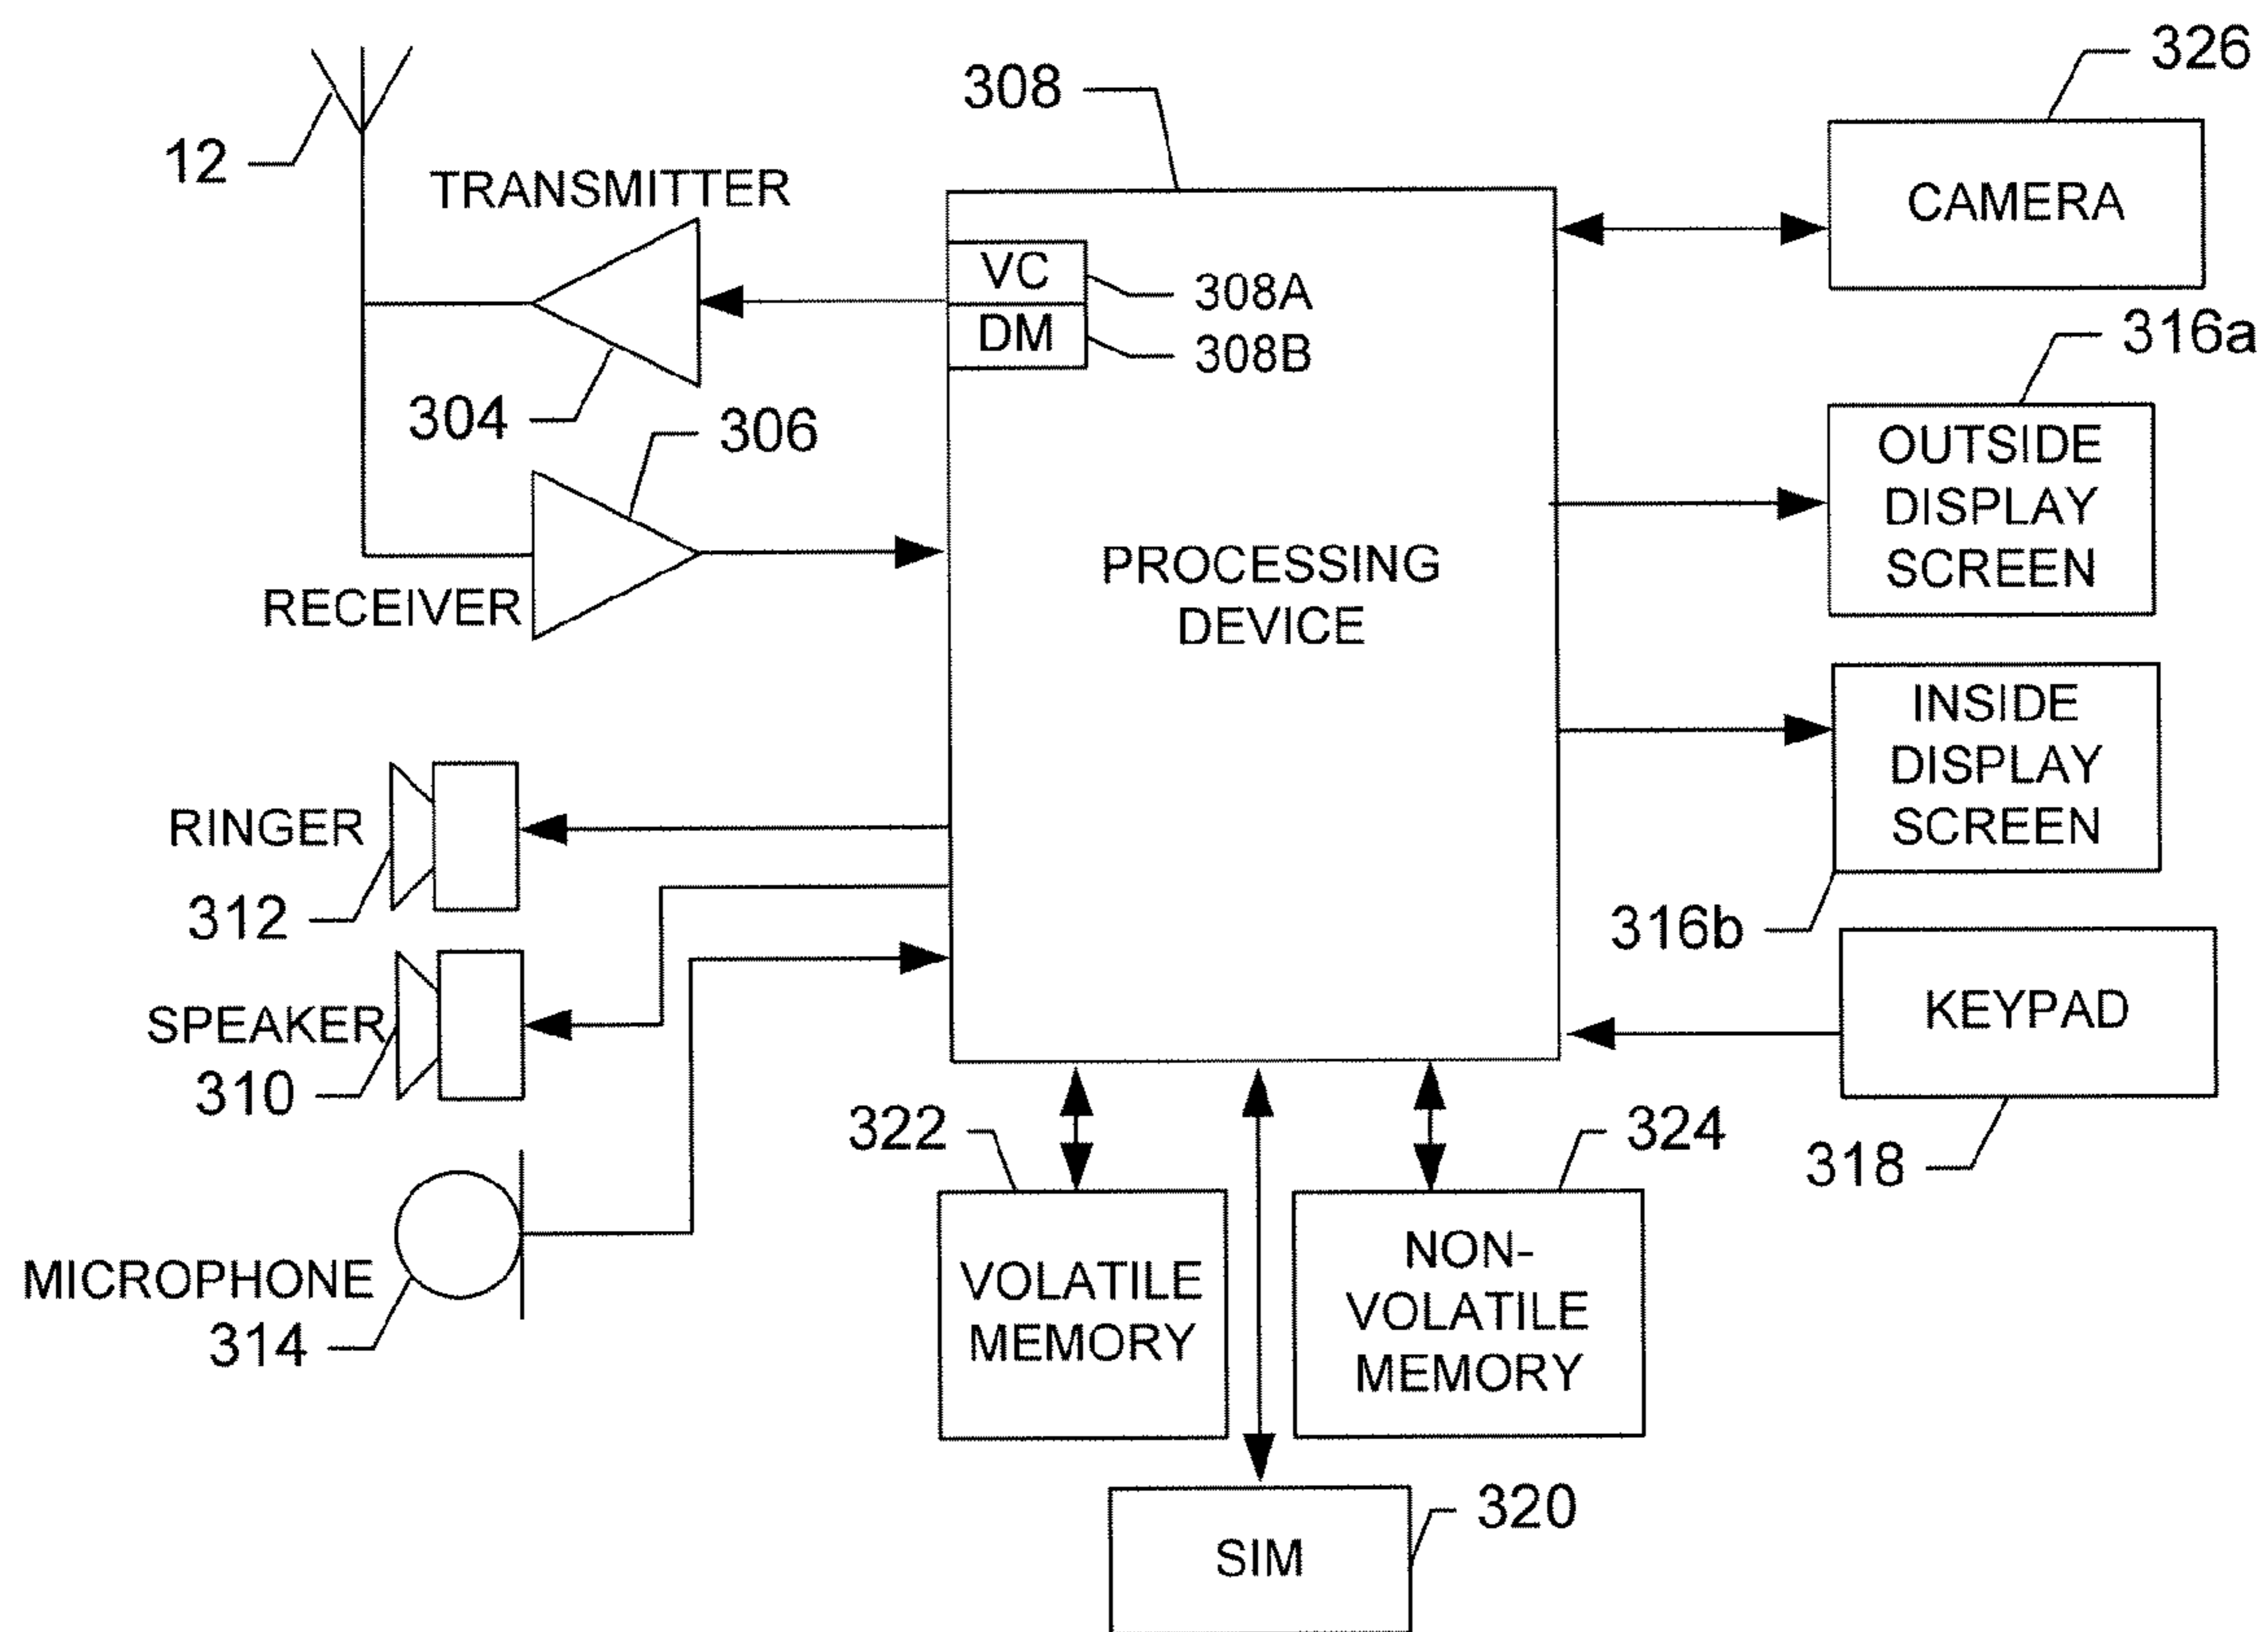 326
308
CAMERA
12
TRANSMITTER
VC
308A
DM
308B
316a
304
306
OUTSIDE
DISPLAY
SCREEN
PROCESSING
DEVICE
RECEIVER
INSIDE
DISPLAY
SCREEN
RINGER
312
316b
SPEAKER
KEYPAD
310
322
324
318
MICROPHONE
314
VOLATILE
MEMORY
NON-
VOLATILE
MEMORY
320
SIM